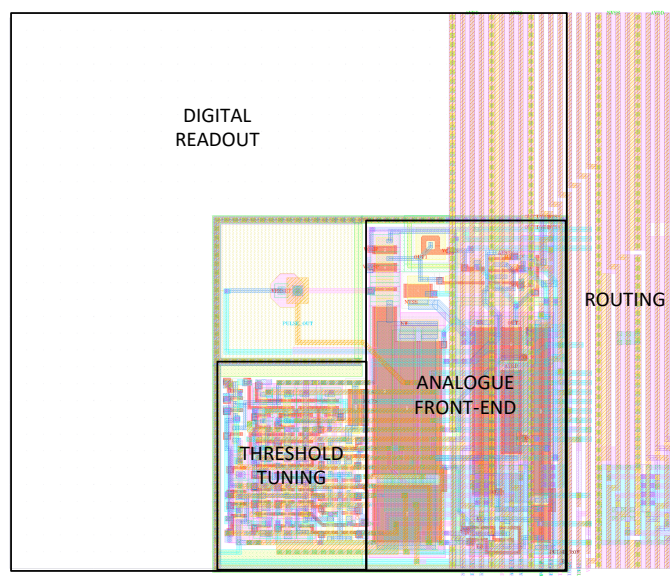 DIGITAL
READOUT
ROUTING
ANALOGUE
FRONT-END
THRESHOLD
TUNING